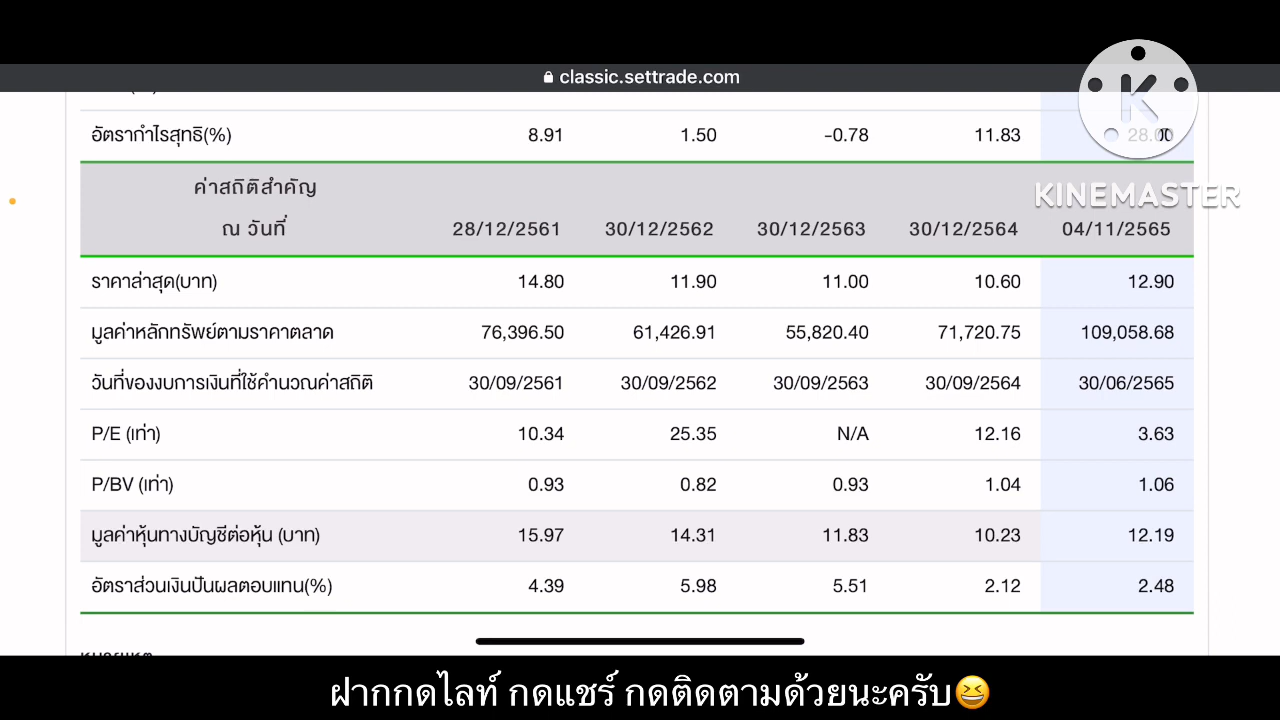 classic.settrade.com
อัตรากำไรสุทธิ(%) 8.91 1.50 -0.78 11.83
ค่าสถิติสำคัญ
KINEMASTER
ณ วันที่ 28/12/2561 30/12/2562 30/12/2563 30/12/2564 04/11/2565
ราคาล่าสุด(บาท) 14.80 11.90 11.00 10.60 12.90
มูลค่าหลักทรัพย์ตามราคาตลาด 76,396.50 61,426.91 55,820.40 71,720.75 109,058.68
วันที่ของงบการเงินที่ใช้คำนวณค่าสถิติ 30/09/2561 30/09/2562 30/09/2563 30/09/2564 30/06/2565
P/E (เท่า) 10.34 25.35 N/A 12.16 3.63
P/BV (เท่า) 0.93 0.82 0.93 1.04 1.06
มูลค่าหุ้นทางบัญชีต่อหุ้น (บาท) 15.97 14.31 11.83 10.23 12.19
อัตราส่วนเงินปันผลตอบแทน(%) 4.39 5.98 5.51 2.12 2.48
ฝากกดไลท์ กดแชร์ กดติดตามด้วยนะครับ😆